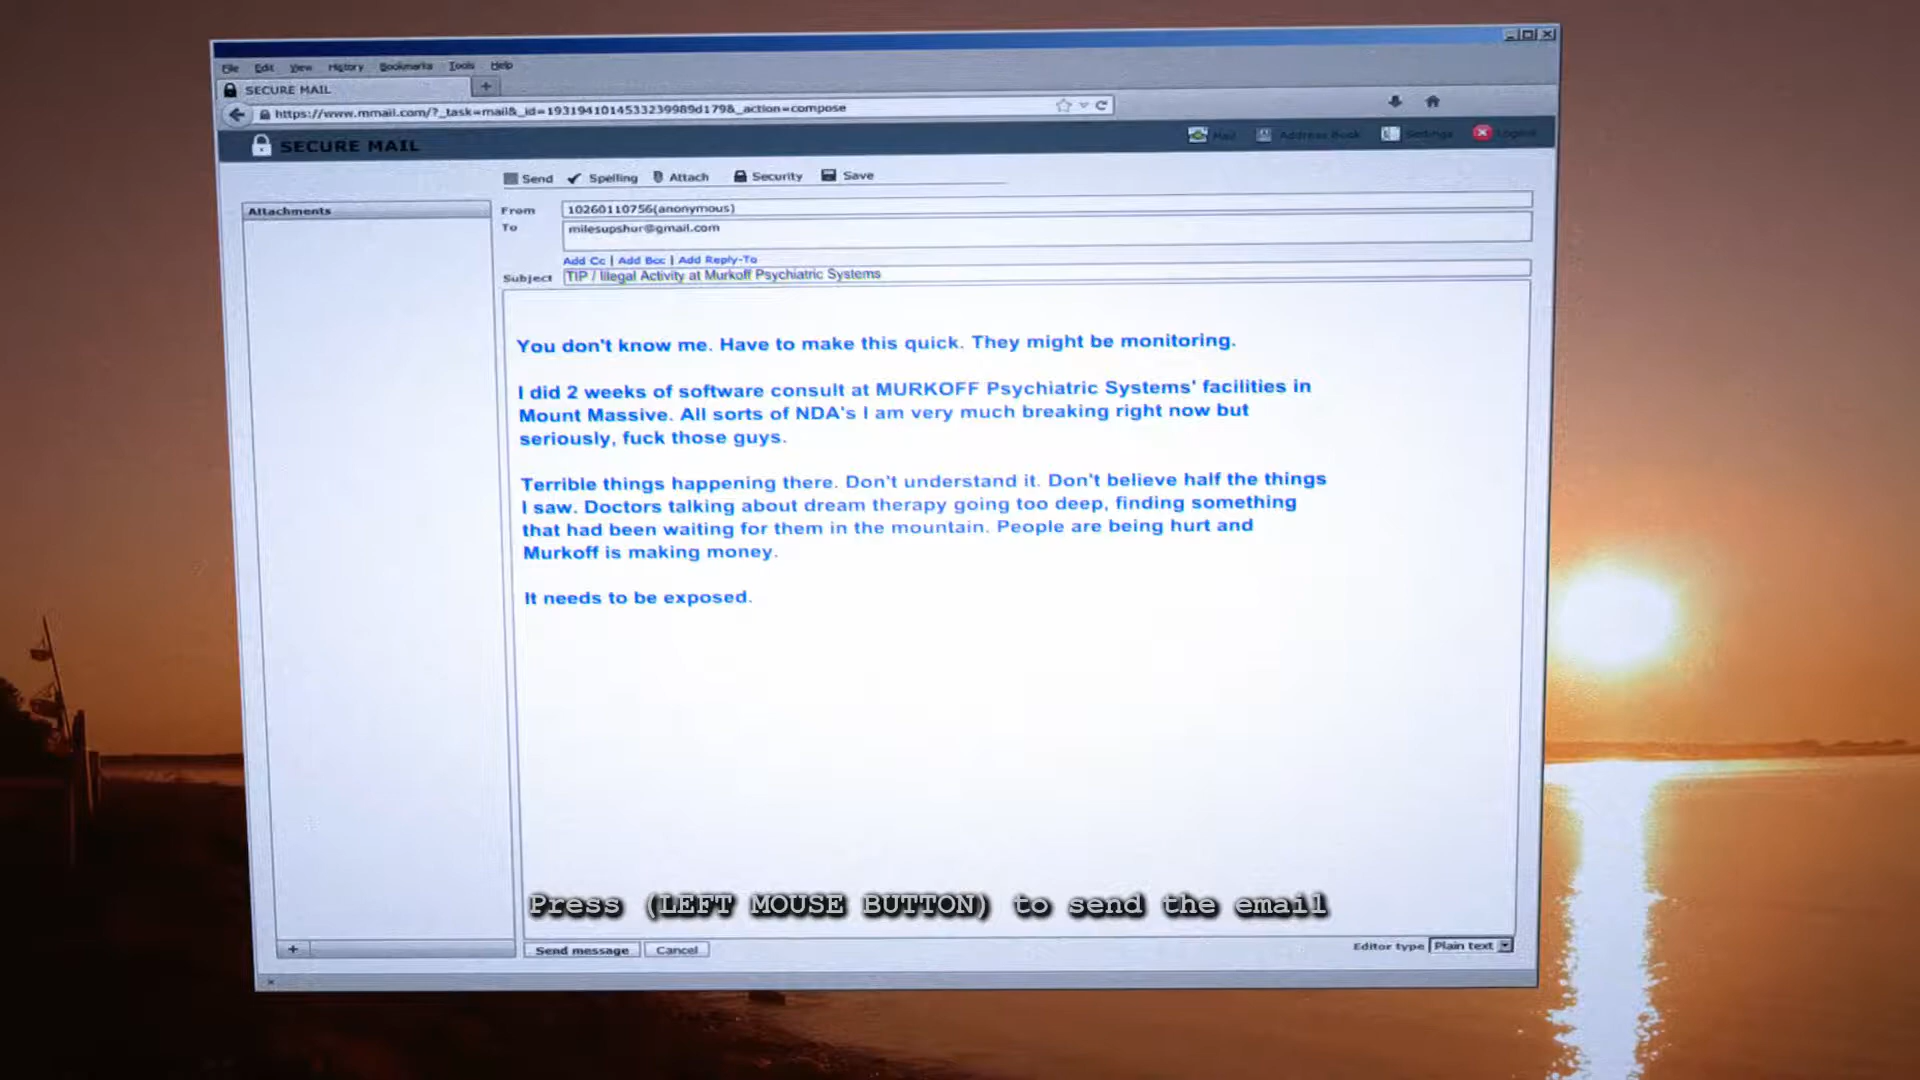 File Edit View History Bookmarks Tools Help
SECURE MAIL +
https://www.mmail.com/?_task=mail&_id=1931941014533239989d179&_action=compose
SECURE MAIL Mail Address Book Settings Logout
Send Spelling Attach Security Save
Attachments
From 10260110756(anonymous)
To milesupshur@gmail.com
Add Cc | Add Bcc | Add Reply-To
Subject TIP / Illegal Activity at Murkoff Psychiatric Systems
You don't know me. Have to make this quick. They might be monitoring.
I did 2 weeks of software consult at MURKOFF Psychiatric Systems' facilities in
Mount Massive. All sorts of NDA's I am very much breaking right now but
seriously, fuck those guys.
Terrible things happening there. Don't understand it. Don't believe half the things
I saw. Doctors talking about dream therapy going too deep, finding something
that had been waiting for them in the mountain. People are being hurt and
Murkoff is making money.
It needs to be exposed.
Press (LEFT MOUSE BUTTON) to send the email
+ Send message Cancel Editor type Plain text